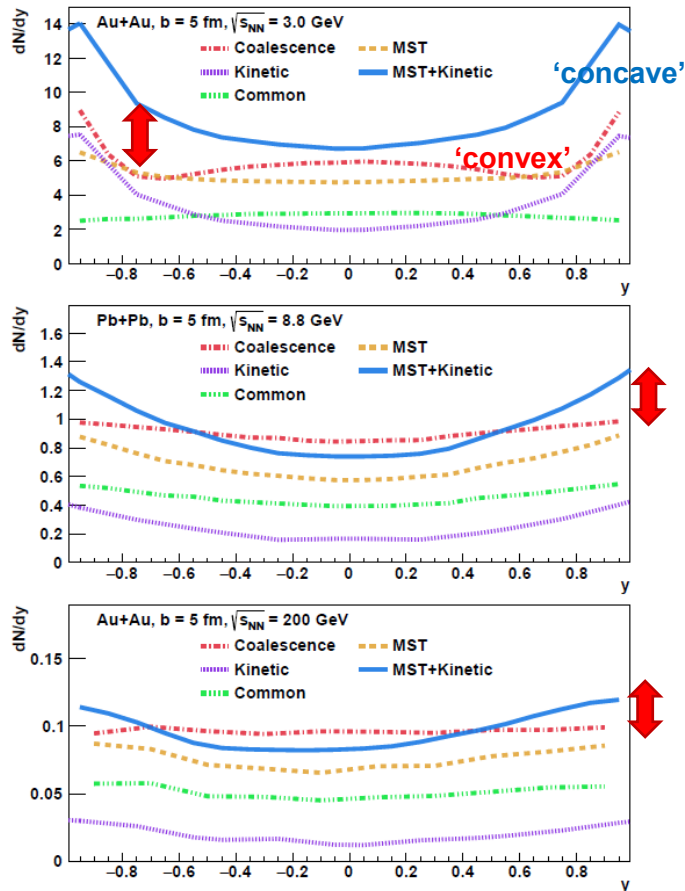 dN/dy
Au+Au, b = 5 fm, √s_NN = 3.0 GeV
Coalescence
MST
Kinetic
MST+Kinetic
Common
'concave'
'convex'
14
12
10
8
6
4
2
0
−0.8 −0.6 −0.4 −0.2 0 0.2 0.4 0.6 0.8
y
dN/dy
Pb+Pb, b = 5 fm, √s_NN = 8.8 GeV
Coalescence
MST
Kinetic
MST+Kinetic
Common
1.6
1.4
1.2
1
0.8
0.6
0.4
0.2
0
−0.8 −0.6 −0.4 −0.2 0 0.2 0.4 0.6 0.8
y
dN/dy
Au+Au, b = 5 fm, √s_NN = 200 GeV
Coalescence
MST
Kinetic
MST+Kinetic
Common
0.15
0.1
0.05
0
−0.8 −0.6 −0.4 −0.2 0 0.2 0.4 0.6 0.8
y